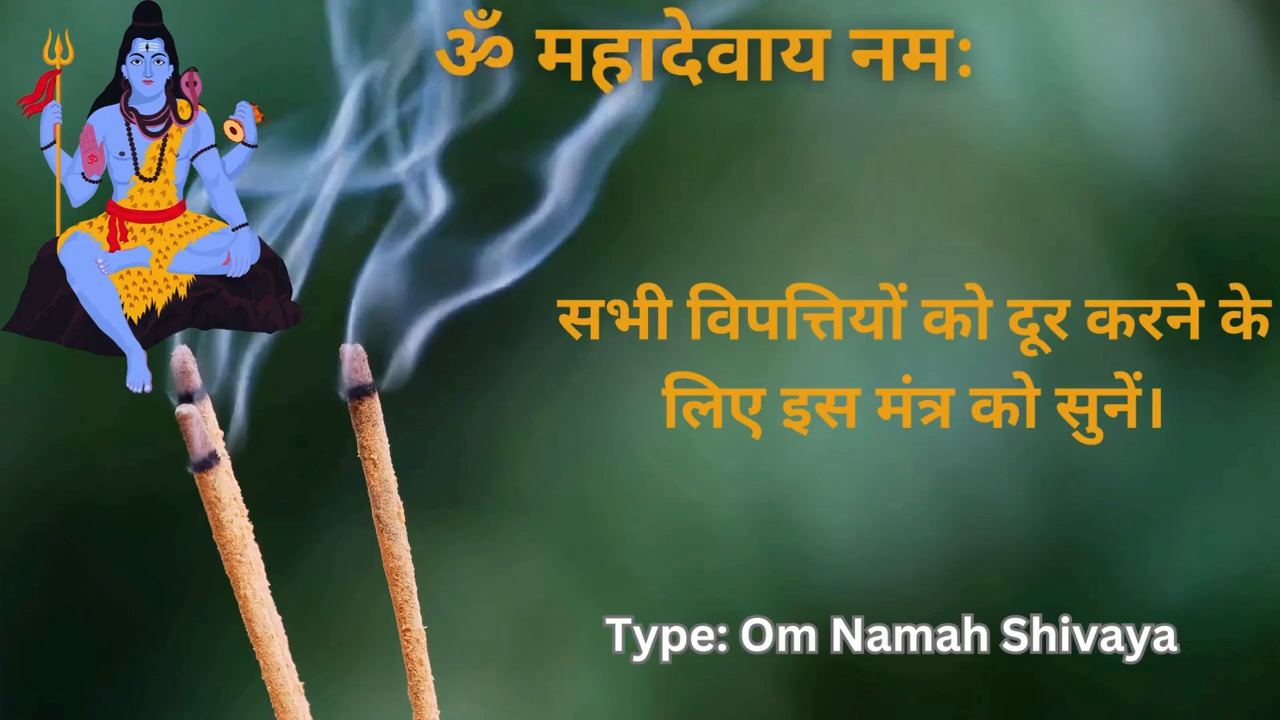 ॐ महादेवाय नमः
सभी विपत्तियों को दूर करने के
लिए इस मंत्र को सुनें।
Type: Om Namah Shivaya
ॐ